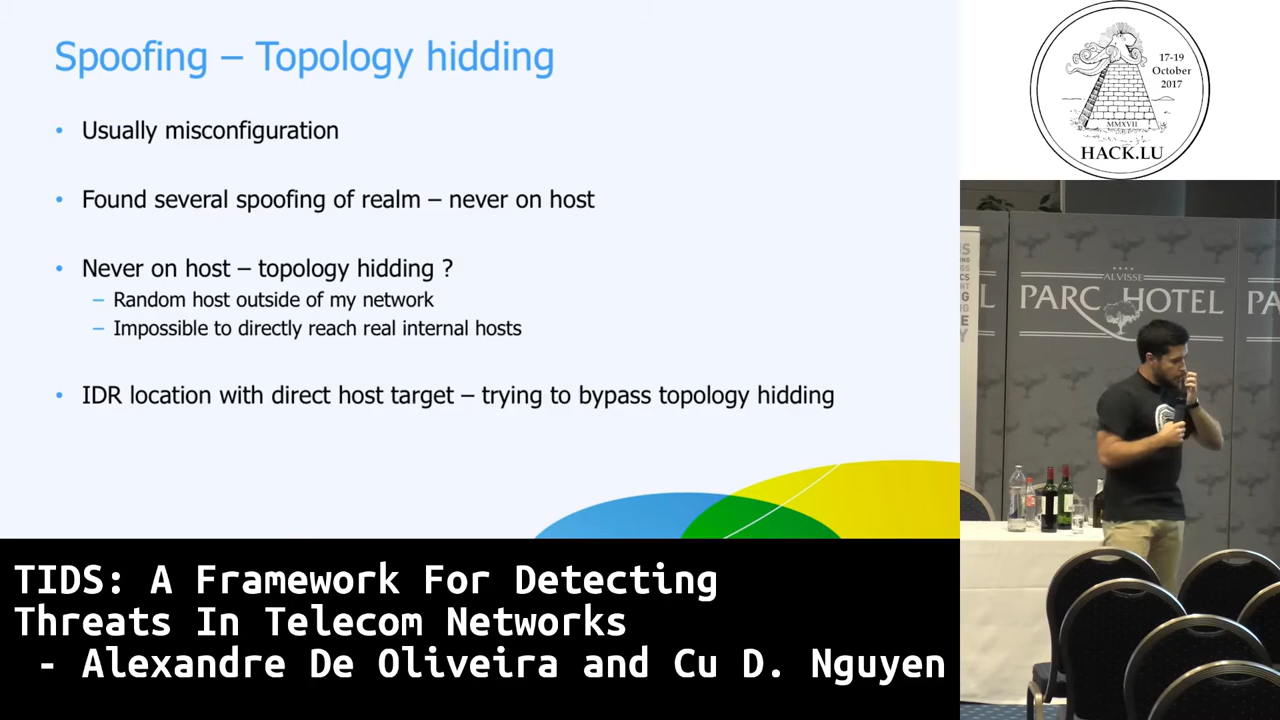 Spoofing – Topology hidding
• Usually misconfiguration
• Found several spoofing of realm – never on host
• Never on host – topology hidding ?
– Random host outside of my network
– Impossible to directly reach real internal hosts
• IDR location with direct host target – trying to bypass topology hidding
17-19
October
2017
MMXVII
HACK.LU
ALVISSE
PARC HOTEL
PA
TIDS: A Framework For Detecting
Threats In Telecom Networks
- Alexandre De Oliveira and Cu D. Nguyen